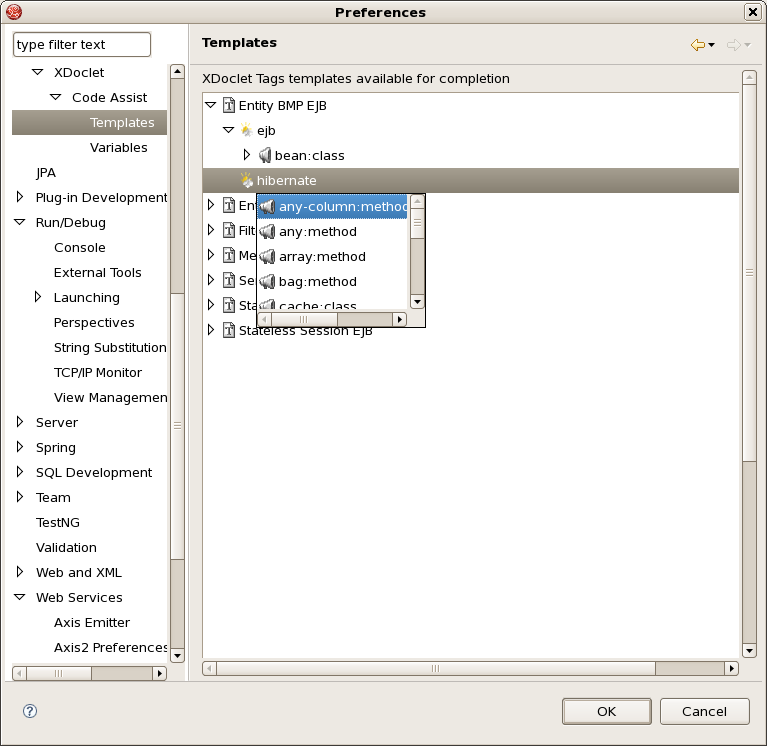 Preferences
type filter text
XDoclet
Code Assist
Templates
Variables
JPA
Plug-in Development
Run/Debug
Console
External Tools
Launching
Perspectives
String Substitution
TCP/IP Monitor
View Managemen
Server
Spring
SQL Development
Team
TestNG
Validation
Web and XML
Web Services
Axis Emitter
Axis2 Preferences
Templates
XDoclet Tags templates available for completion
Entity BMP EJB
ejb
bean:class
hibernate
En
Filt
Me
Se
Sta
Stateless Session EJB
any-column:method
any:method
array:method
bag:method
cache:class
OK
Cancel